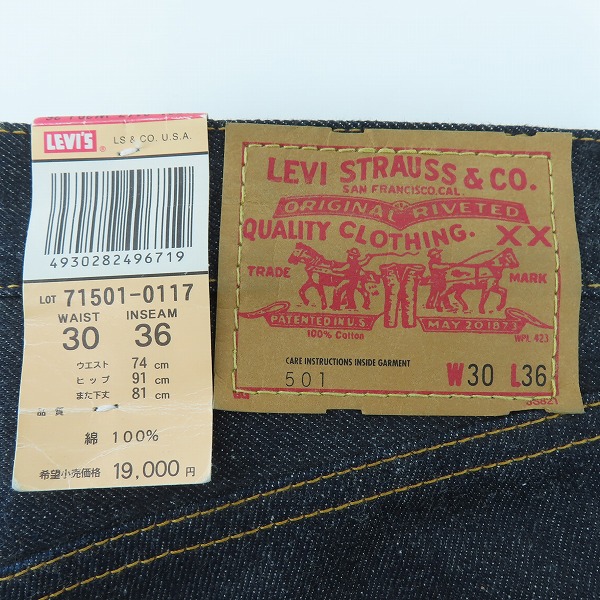 LEVI'S ® LS & CO. U.S.A.
4930282496719
LOT 71501-0117
WAIST INSEAM
30 36
ウエスト 74 cm
ヒップ 91 cm
また下丈 81 cm
品質
綿 100%
希望小売価格 19,000円
LEVI STRAUSS & CO.
SAN FRANCISCO, CAL.
ORIGINAL RIVETED
QUALITY CLOTHING. XX
TRADE MARK
PATENTED IN U.S. MAY 20 1873
100% Cotton WPL 423
CARE INSTRUCTIONS INSIDE GARMENT
501 W30 L36